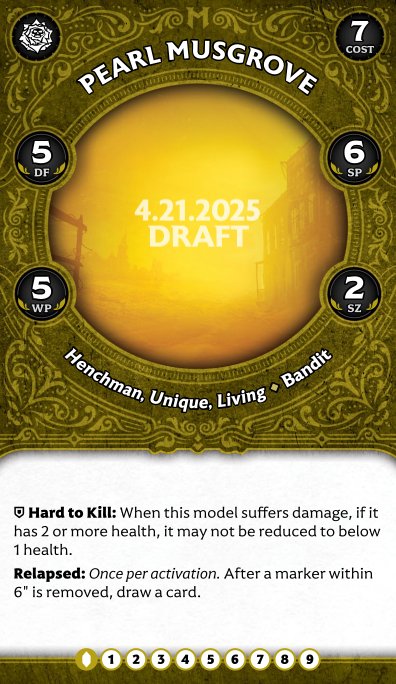 PEARL MUSGROVE
7
COST
5
DF
6
SP
4.21.2025
DRAFT
5
WP
2
SZ
Henchman, Unique, Living ⬩ Bandit
Hard to Kill: When this model suffers damage, if it
has 2 or more health, it may not be reduced to below
1 health.
Relapsed: Once per activation. After a marker within
6" is removed, draw a card.
1 2 3 4 5 6 7 8 9